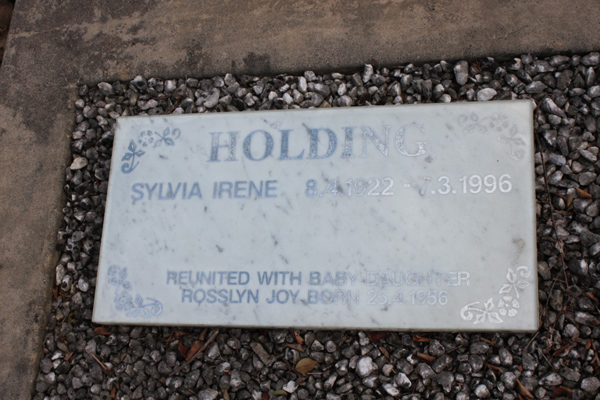 HOLDING
SYLVIA IRENE 8.4.1922 - 7.3.1996
REUNITED WITH BABY DAUGHTER
ROSSLYN JOY BORN